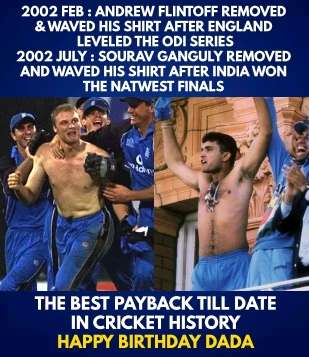 2002 FEB : ANDREW FLINTOFF REMOVED
& WAVED HIS SHIRT AFTER ENGLAND
LEVELED THE ODI SERIES
2002 JULY : SOURAV GANGULY REMOVED
AND WAVED HIS SHIRT AFTER INDIA WON
THE NATWEST FINALS
THE BEST PAYBACK TILL DATE
IN CRICKET HISTORY
HAPPY BIRTHDAY DADA